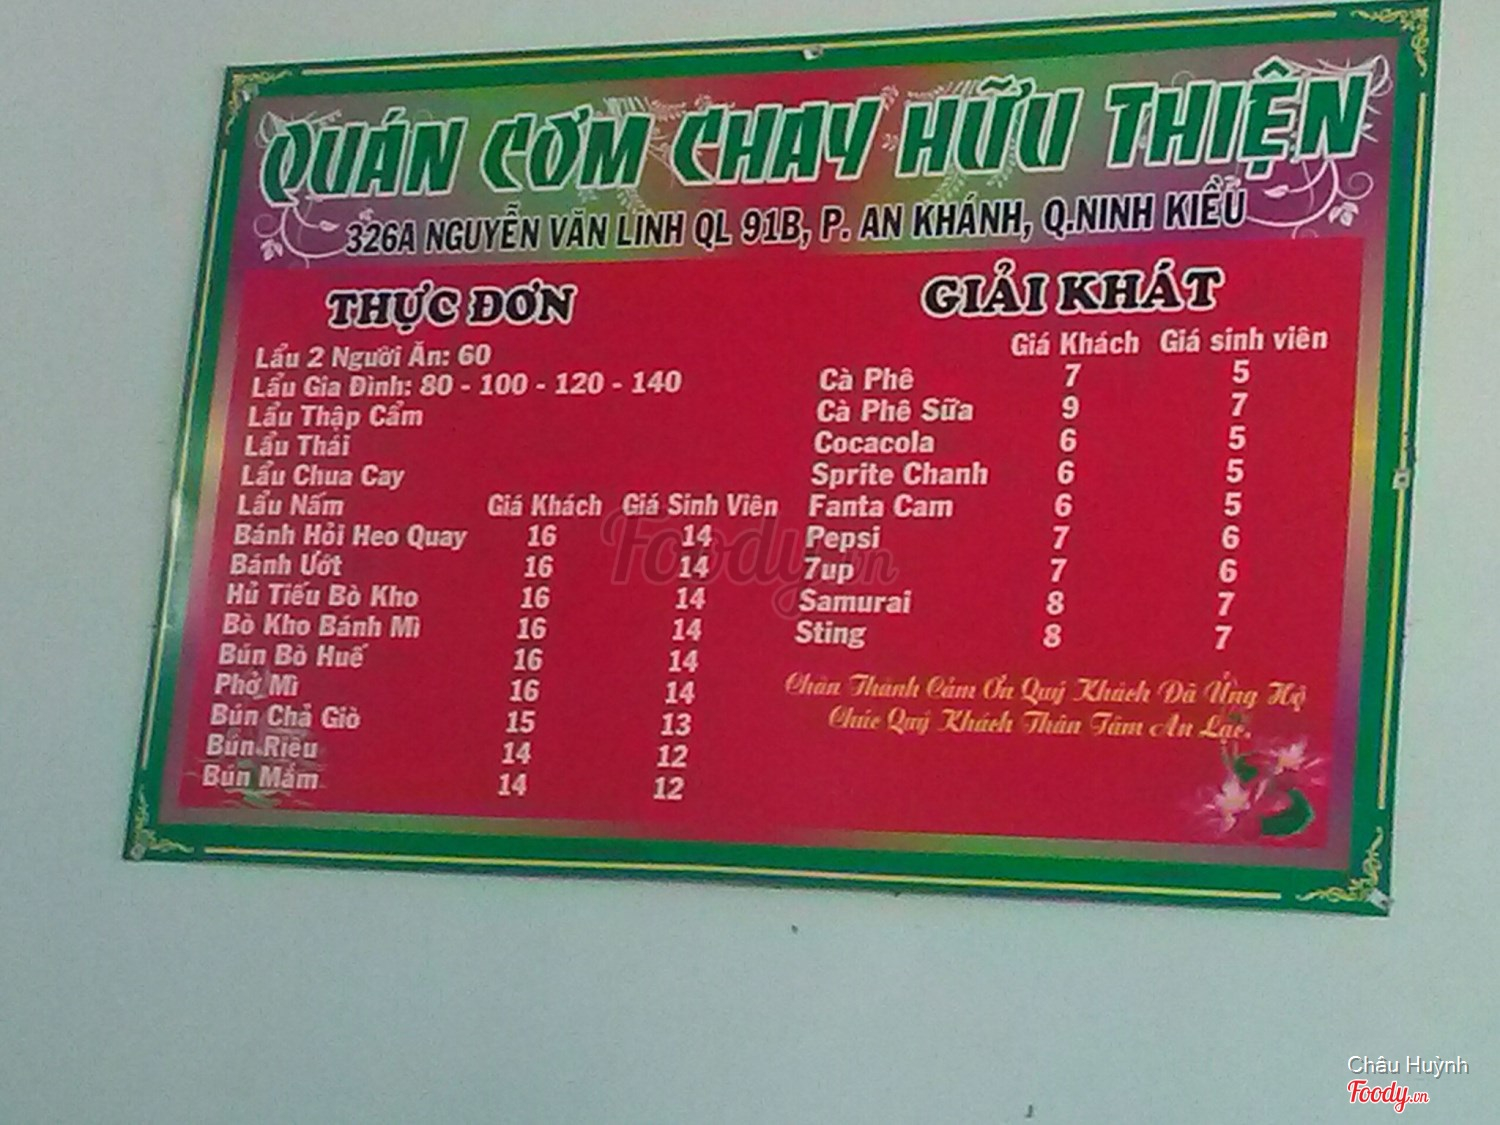 QUÁN CƠM CHAY HỮU THIỆN
326A NGUYỄN VĂN LINH QL 91B, P. AN KHÁNH, Q.NINH KIỀU
THỰC ĐƠN
Lẩu 2 Người Ăn: 60
Lẩu Gia Đình: 80 - 100 - 120 - 140
Lẩu Thập Cẩm
Lẩu Thái
Lẩu Chua Cay
Lẩu Nấm Giá Khách Giá Sinh Viên
Bánh Hỏi Heo Quay 16 14
Bánh Ướt 16 14
Hủ Tiếu Bò Kho 16 14
Bò Kho Bánh Mì 16 14
Bún Bò Huế 16 14
Phở Mì 16 14
Bún Chả Giò 15 13
Bún Riêu 14 12
Bún Mắm 14 12
GIẢI KHÁT
Giá Khách Giá sinh viên
Cà Phê 7 5
Cà Phê Sữa 9 7
Cocacola 6 5
Sprite Chanh 6 5
Fanta Cam 6 5
Pepsi 7 6
7up 7 6
Samurai 8 7
Sting 8 7
Chân Thành Cảm Ơn Quý Khách Đã Ủng Hộ
Chúc Quý Khách Thân Tâm An Lạc.
Foody.vn
Châu Huỳnh
Foody.vn